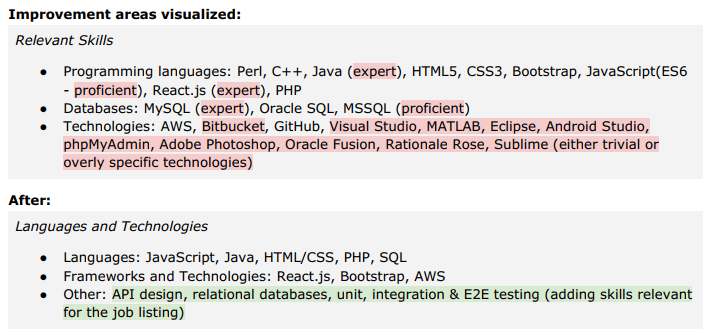 Improvement areas visualized:
Relevant Skills
● Programming languages: Perl, C++, Java (expert), HTML5, CSS3, Bootstrap, JavaScript(ES6
- proficient), React.js (expert), PHP
● Databases: MySQL (expert), Oracle SQL, MSSQL (proficient)
● Technologies: AWS, Bitbucket, GitHub, Visual Studio, MATLAB, Eclipse, Android Studio,
phpMyAdmin, Adobe Photoshop, Oracle Fusion, Rationale Rose, Sublime (either trivial or
overly specific technologies)
After:
Languages and Technologies
● Languages: JavaScript, Java, HTML/CSS, PHP, SQL
● Frameworks and Technologies: React.js, Bootstrap, AWS
● Other: API design, relational databases, unit, integration & E2E testing (adding skills relevant
for the job listing)